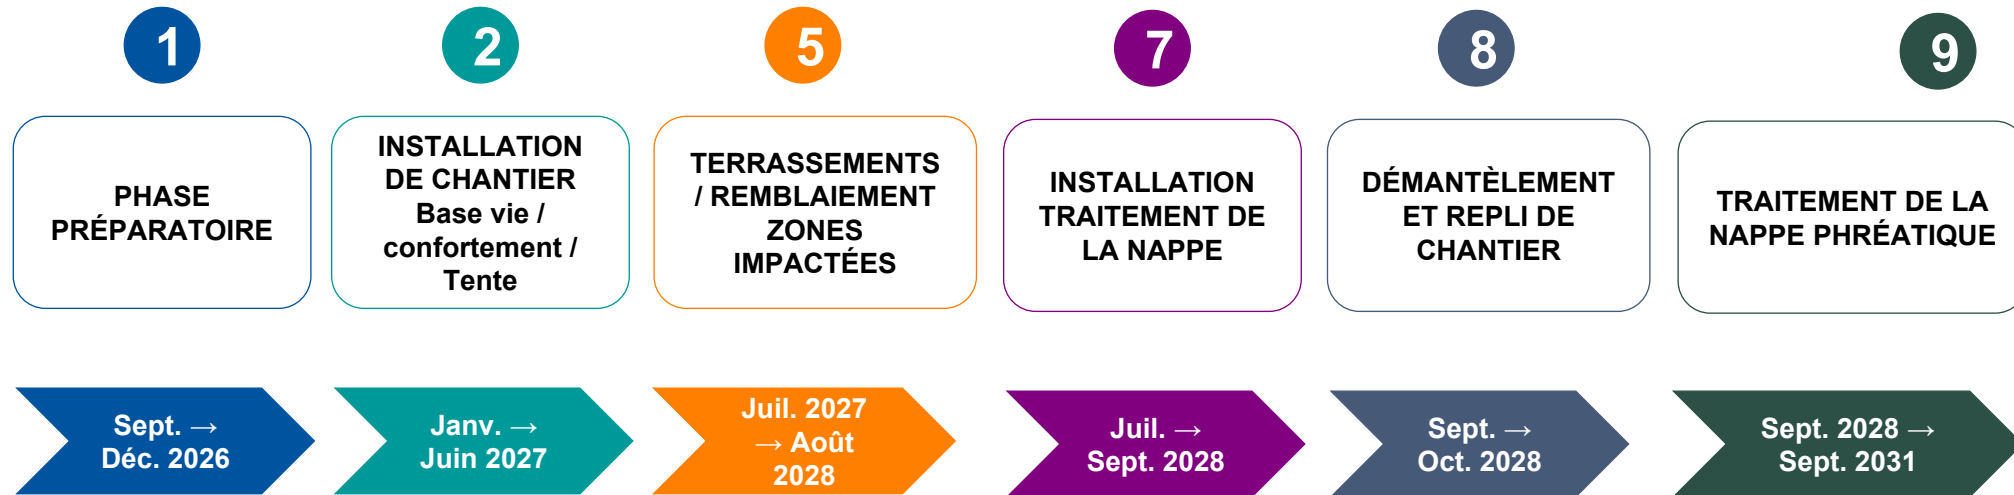 1
PHASE
PRÉPARATOIRE
Sept. →
Déc. 2026
2
INSTALLATION
DE CHANTIER
Base vie /
confortement /
Tente
Janv. →
Juin 2027
5
TERRASSEMENTS
/ REMBLAIEMENT
ZONES
IMPACTÉES
Juil. 2027
→ Août
2028
7
INSTALLATION
TRAITEMENT DE
LA NAPPE
Juil. →
Sept. 2028
8
DÉMANTÈLEMENT
ET REPLI DE
CHANTIER
Sept. →
Oct. 2028
9
TRAITEMENT DE LA
NAPPE PHRÉATIQUE
Sept. 2028 →
Sept. 2031